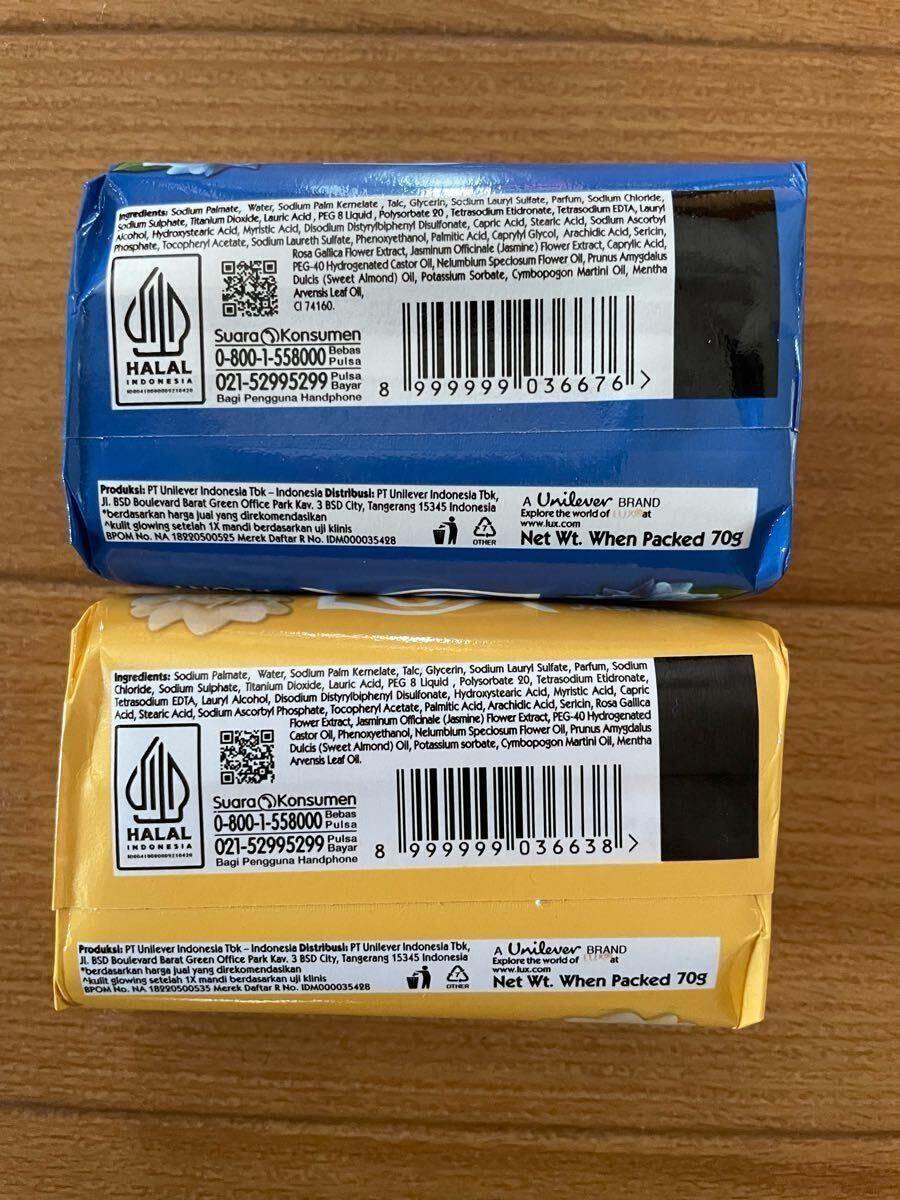 Ingredients: Sodium Palmate, Water, Sodium Palm Kernelate, Talc, Glycerin, Sodium Lauryl Sulfate, Parfum, Sodium Chloride,
Sodium Sulphate, Titanium Dioxide, Lauric Acid, PEG 8 Liquid, Polysorbate 20, Tetrasodium Etidronate, Tetrasodium EDTA, Lauryl
Alcohol, Hydroxystearic Acid, Myristic Acid, Disodium Distyrylbiphenyl Disulfonate, Capric Acid, Stearic Acid, Sodium Ascorbyl
Phosphate, Tocopheryl Acetate, Sodium Laureth Sulfate, Phenoxyethanol, Palmitic Acid, Caprylyl Glycol, Arachidic Acid, Sericin,
Rosa Gallica Flower Extract, Jasminum Officinale (Jasmine) Flower Extract, Caprylic Acid,
PEG-40 Hydrogenated Castor Oil, Nelumbium Speciosum Flower Oil, Prunus Amygdalus
Dulcis (Sweet Almond) Oil, Potassium Sorbate, Cymbopogon Martini Oil, Mentha
Arvensis Leaf Oil,
CI 74160.
HALAL
INDONESIA
Suara Konsumen
0-800-1-558000 Bebas Pulsa
021-52995299 Pulsa Bayar
Bagi Pengguna Handphone
8 999999 036676 >
Produksi: PT Unilever Indonesia Tbk – Indonesia Distribusi: PT Unilever Indonesia Tbk,
Jl. BSD Boulevard Barat Green Office Park Kav. 3 BSD City, Tangerang 15345 Indonesia
*berdasarkan harga jual yang direkomendasikan
^kulit glowing setelah 1X mandi berdasarkan uji klinis
BPOM No. NA 18220500525 Merek Daftar R No. IDM000035428
7
OTHER
A Unilever BRAND
Explore the world of LUX® at
www.lux.com
Net Wt. When Packed 70g
Ingredients: Sodium Palmate, Water, Sodium Palm Kernelate, Talc, Glycerin, Sodium Lauryl Sulfate, Parfum, Sodium
Chloride, Sodium Sulphate, Titanium Dioxide, Lauric Acid, PEG 8 Liquid, Polysorbate 20, Tetrasodium Etidronate,
Tetrasodium EDTA, Lauryl Alcohol, Disodium Distyrylbiphenyl Disulfonate, Hydroxystearic Acid, Myristic Acid, Capric
Acid, Stearic Acid, Sodium Ascorbyl Phosphate, Tocopheryl Acetate, Palmitic Acid, Arachidic Acid, Sericin, Rosa Gallica
Flower Extract, Jasminum Officinale (Jasmine) Flower Extract, PEG-40 Hydrogenated
Castor Oil, Phenoxyethanol, Nelumbium Speciosum Flower Oil, Prunus Amygdalus
Dulcis (Sweet Almond) Oil, Potassium sorbate, Cymbopogon Martini Oil, Mentha
Arvensis Leaf Oil.
HALAL
INDONESIA
Suara Konsumen
0-800-1-558000 Bebas Pulsa
021-52995299 Pulsa Bayar
Bagi Pengguna Handphone
8 999999 036638 >
Produksi: PT Unilever Indonesia Tbk – Indonesia Distribusi: PT Unilever Indonesia Tbk,
Jl. BSD Boulevard Barat Green Office Park Kav. 3 BSD City, Tangerang 15345 Indonesia
*berdasarkan harga jual yang direkomendasikan
^kulit glowing setelah 1X mandi berdasarkan uji klinis
BPOM No. NA 18220500535 Merek Daftar R No. IDM000035428
7
OTHER
A Unilever BRAND
Explore the world of LUX® at
www.lux.com
Net Wt. When Packed 70g